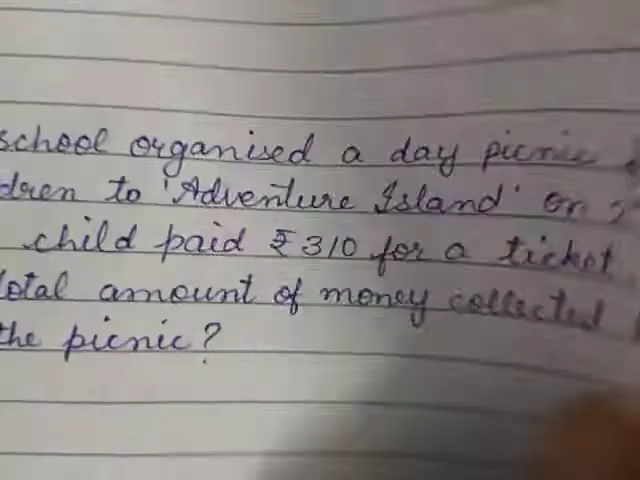 school organised a day picnic
dren to 'Adventure Island' on
child paid ₹310 for a ticket
total amount of money collected
the picnic?